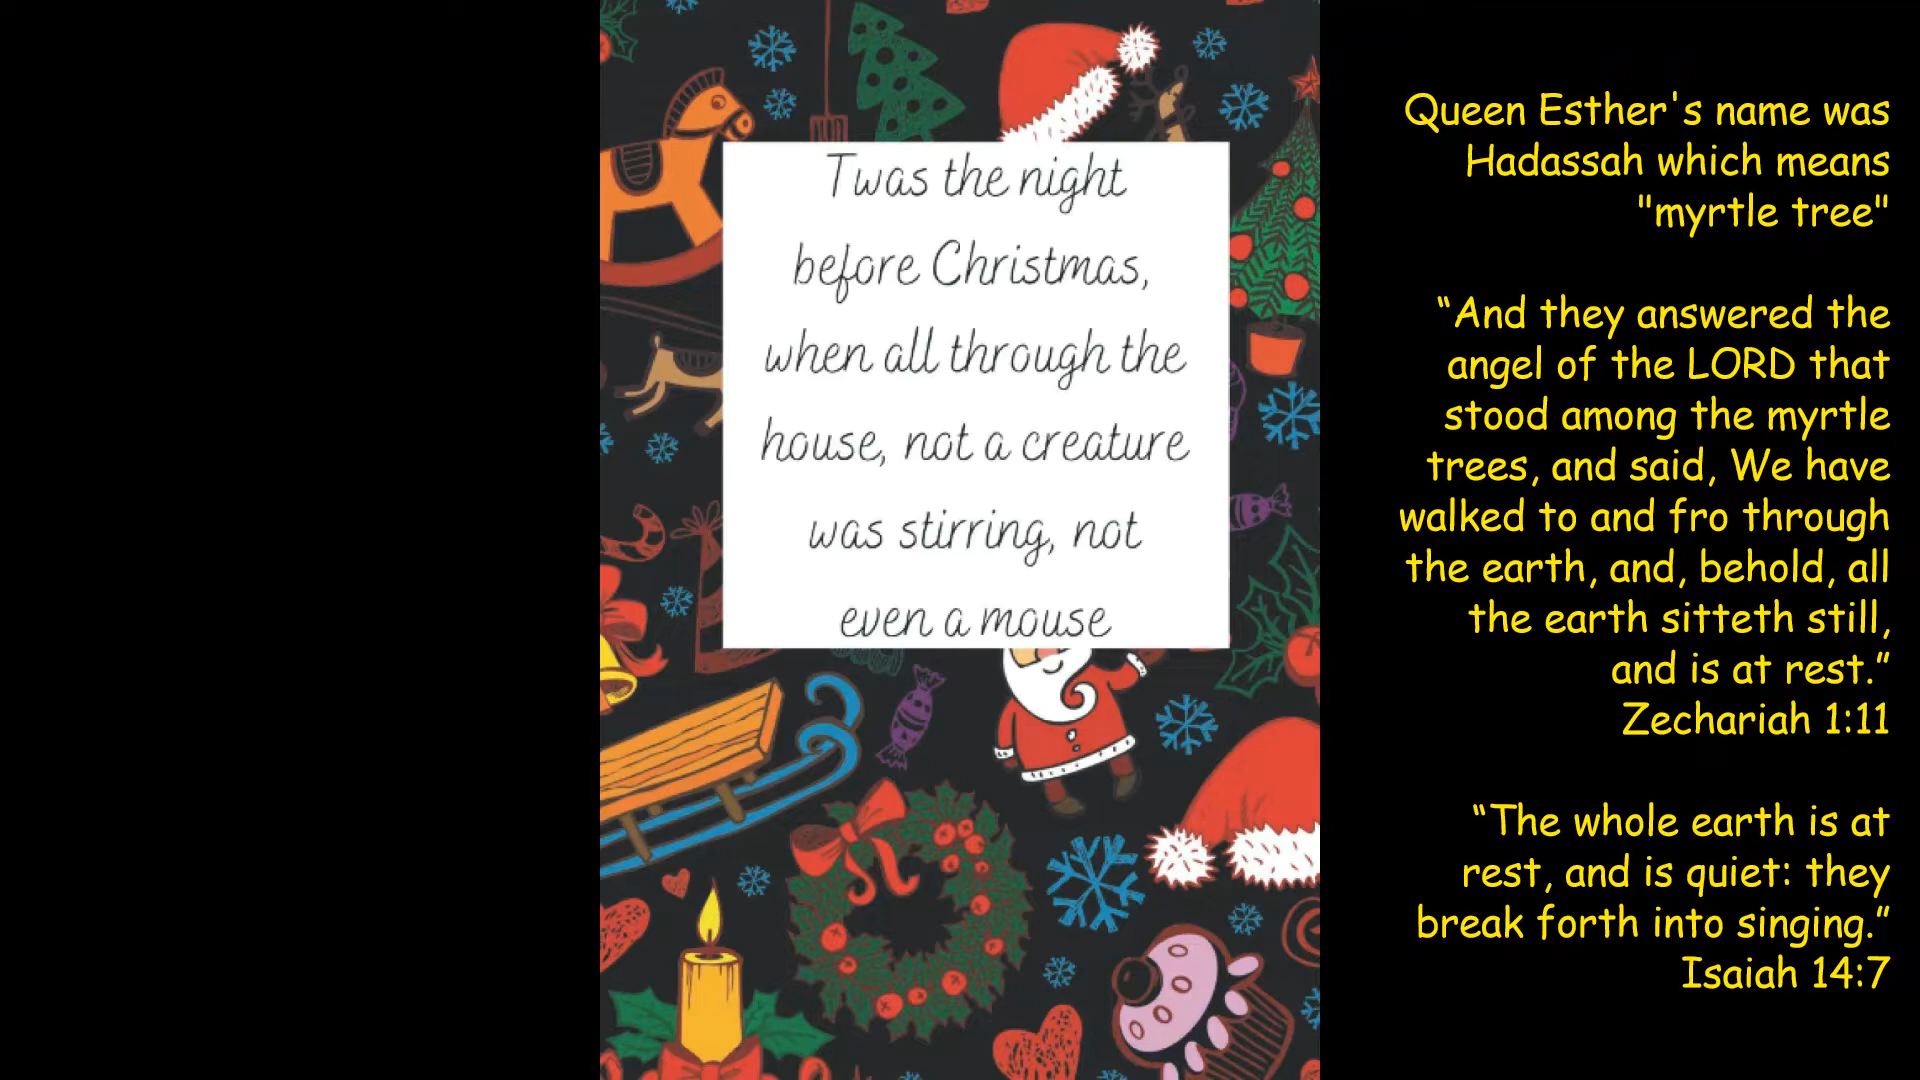 Twas the night
before Christmas,
when all through the
house, not a creature
was stirring, not
even a mouse
Queen Esther's name was
Hadassah which means
"myrtle tree"
“And they answered the
angel of the LORD that
stood among the myrtle
trees, and said, We have
walked to and fro through
the earth, and, behold, all
the earth sitteth still,
and is at rest.”
Zechariah 1:11
“The whole earth is at
rest, and is quiet: they
break forth into singing.”
Isaiah 14:7